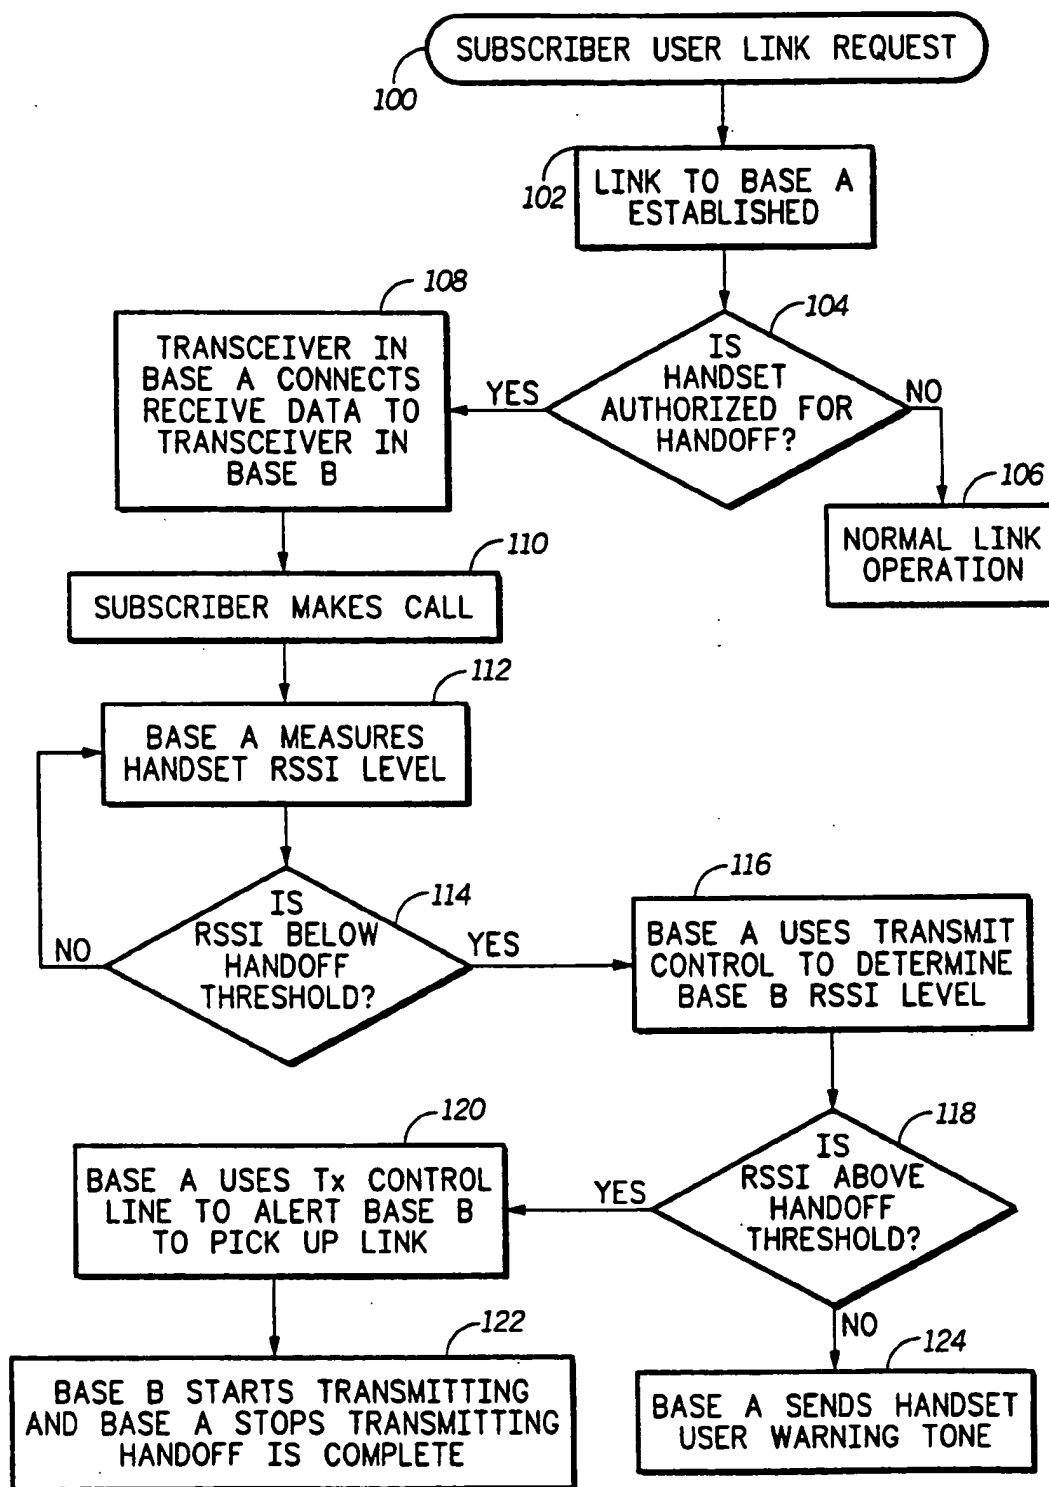 SUBSCRIBER USER LINK REQUEST
100
102
LINK TO BASE A
ESTABLISHED
104
IS
HANDSET
AUTHORIZED FOR
HANDOFF?
YES
NO
106
NORMAL LINK
OPERATION
108
TRANSCEIVER IN
BASE A CONNECTS
RECEIVE DATA TO
TRANSCEIVER IN
BASE B
110
SUBSCRIBER MAKES CALL
112
BASE A MEASURES
HANDSET RSSI LEVEL
114
IS
RSSI BELOW
HANDOFF
THRESHOLD?
NO
YES
116
BASE A USES TRANSMIT
CONTROL TO DETERMINE
BASE B RSSI LEVEL
118
IS
RSSI ABOVE
HANDOFF
THRESHOLD?
YES
NO
120
BASE A USES Tx CONTROL
LINE TO ALERT BASE B
TO PICK UP LINK
122
BASE B STARTS TRANSMITTING
AND BASE A STOPS TRANSMITTING
HANDOFF IS COMPLETE
124
BASE A SENDS HANDSET
USER WARNING TONE